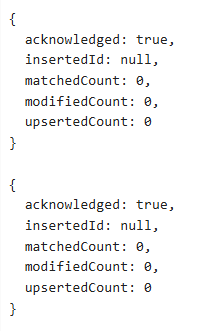 {
  acknowledged: true,
  insertedId: null,
  matchedCount: 0,
  modifiedCount: 0,
  upsertedCount: 0
}
{
  acknowledged: true,
  insertedId: null,
  matchedCount: 0,
  modifiedCount: 0,
  upsertedCount: 0
}